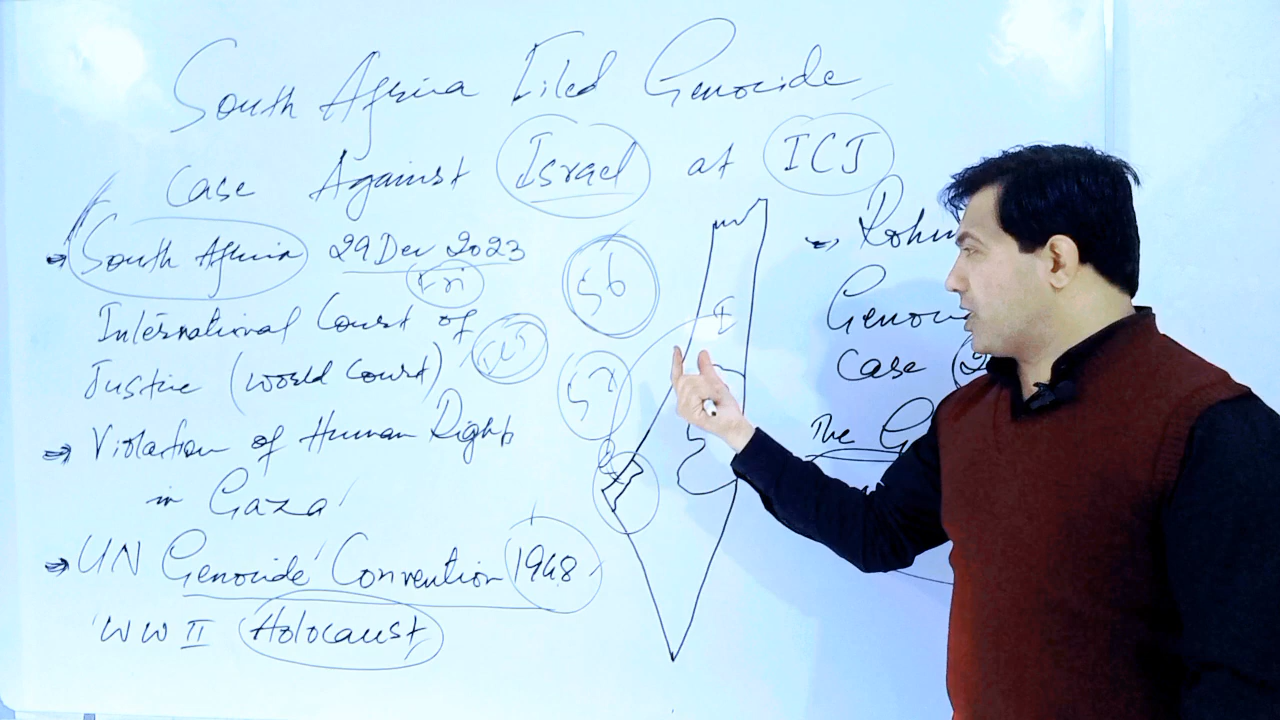 South Africa Filed Genocide
Case Against Israel at ICJ
South Africa 29 Dec 2023
Fri
International Court of
Justice (World Court)
Violation of Human Rights
in Gaza
UN Genocide Convention 1948
WW II Holocaust
56
57
Case
The G